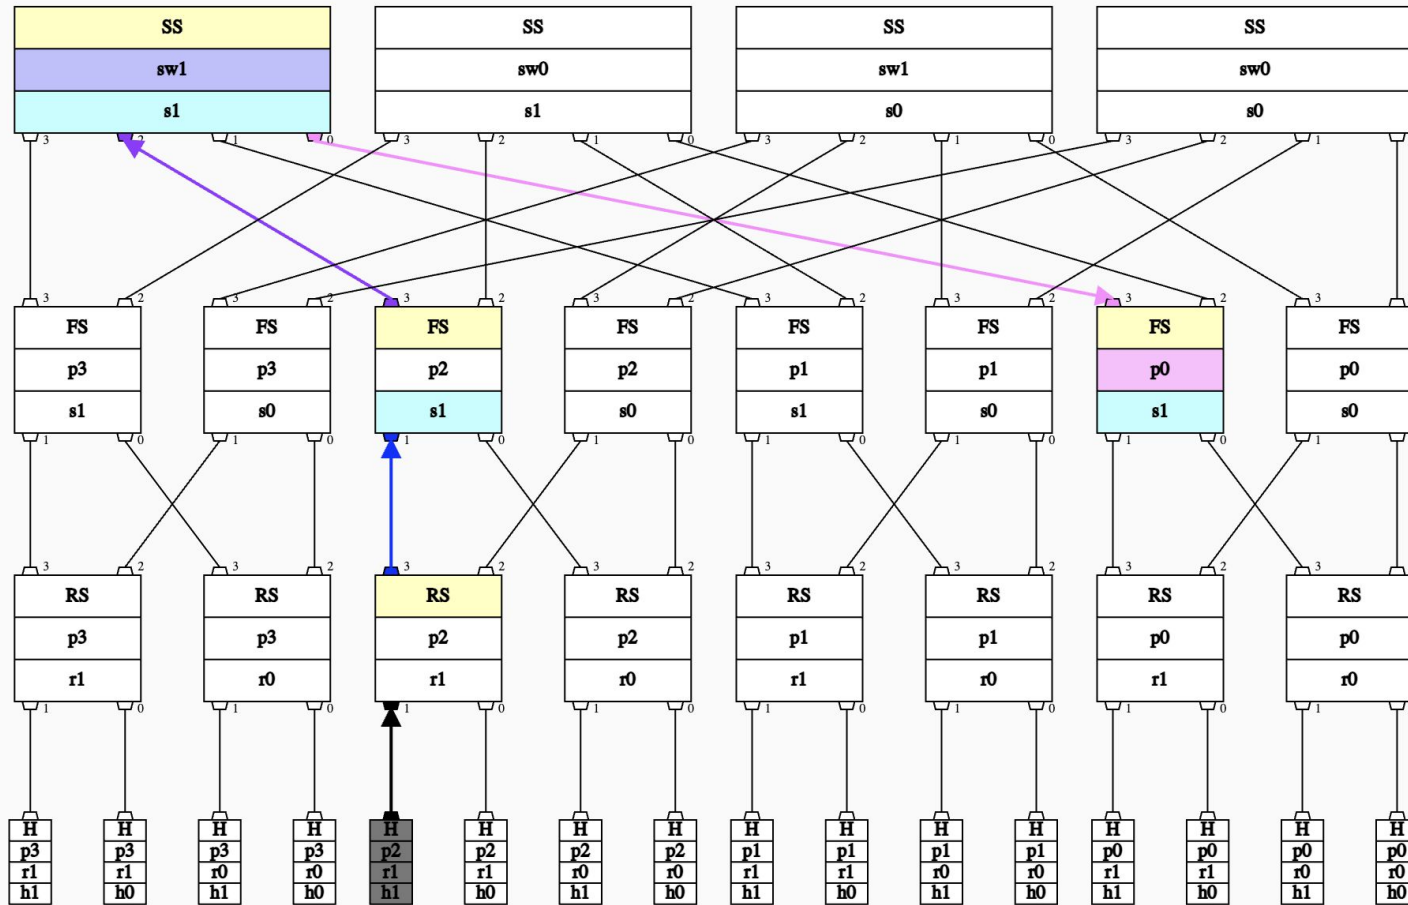 SS SS SS SS
sw1 sw0 sw1 sw0
s1 s1 s0 s0
3 2 1 0 3 2 1 0 3 2 1 0 3 2 1
3 2 3 2 3 2 3 2 3 2 3 2 3 2 3
FS FS FS FS FS FS FS FS
p3 p3 p2 p2 p1 p1 p0 p0
s1 s0 s1 s0 s1 s0 s1 s0
1 0 1 0 1 0 1 0 1 0 1 0 1 0 1
3 2 3 2 3 2 3 2 3 2 3 2 3 2 3
RS RS RS RS RS RS RS RS
p3 p3 p2 p2 p1 p1 p0 p0
r1 r0 r1 r0 r1 r0 r1 r0
1 0 1 0 1 0 1 0 1 0 1 0 1 0 1
H H H H H H H H H H H H H H H H
p3 p3 p3 p3 p2 p2 p2 p2 p1 p1 p1 p1 p0 p0 p0 p0
r1 r1 r0 r0 r1 r1 r0 r0 r1 r1 r0 r0 r1 r1 r0 r0
h1 h0 h1 h0 h1 h0 h1 h0 h1 h0 h1 h0 h1 h0 h1 h0